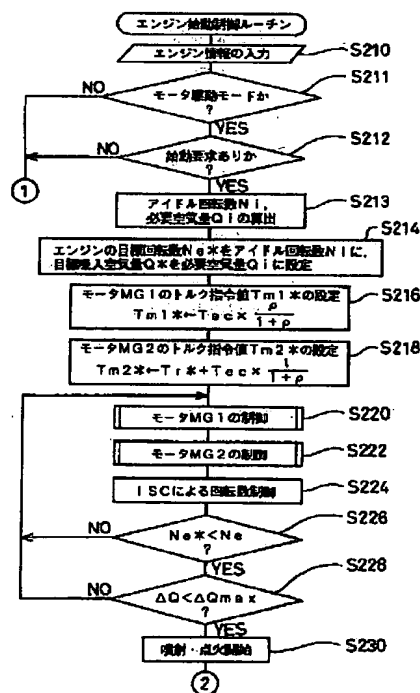 エンジン始動制御ルーチン
エンジン情報の入力
S210
モータ駆動モードか
?
S211
NO
YES
始動要求ありか
?
S212
NO
YES
①
アイドル回転数Ni,
必要空気量Qiの算出
S213
S214
エンジンの目標回転数Ne*をアイドル回転数Niに,
目標吸入空気量Q*を必要空気量Qiに設定
モータMG1のトルク指令値Tm1*の設定
Tm1*←Tec×ρ/(1+ρ)
S216
モータMG2のトルク指令値Tm2*の設定
Tm2*←Tr*+Tec×1/(1+ρ)
S218
モータMG1の制御
S220
モータMG2の制御
S222
ISCによる回転数制御
S224
Ne*<Ne
?
S226
NO
YES
ΔQ<ΔQmax
?
S228
NO
YES
噴射・点火開始
S230
②